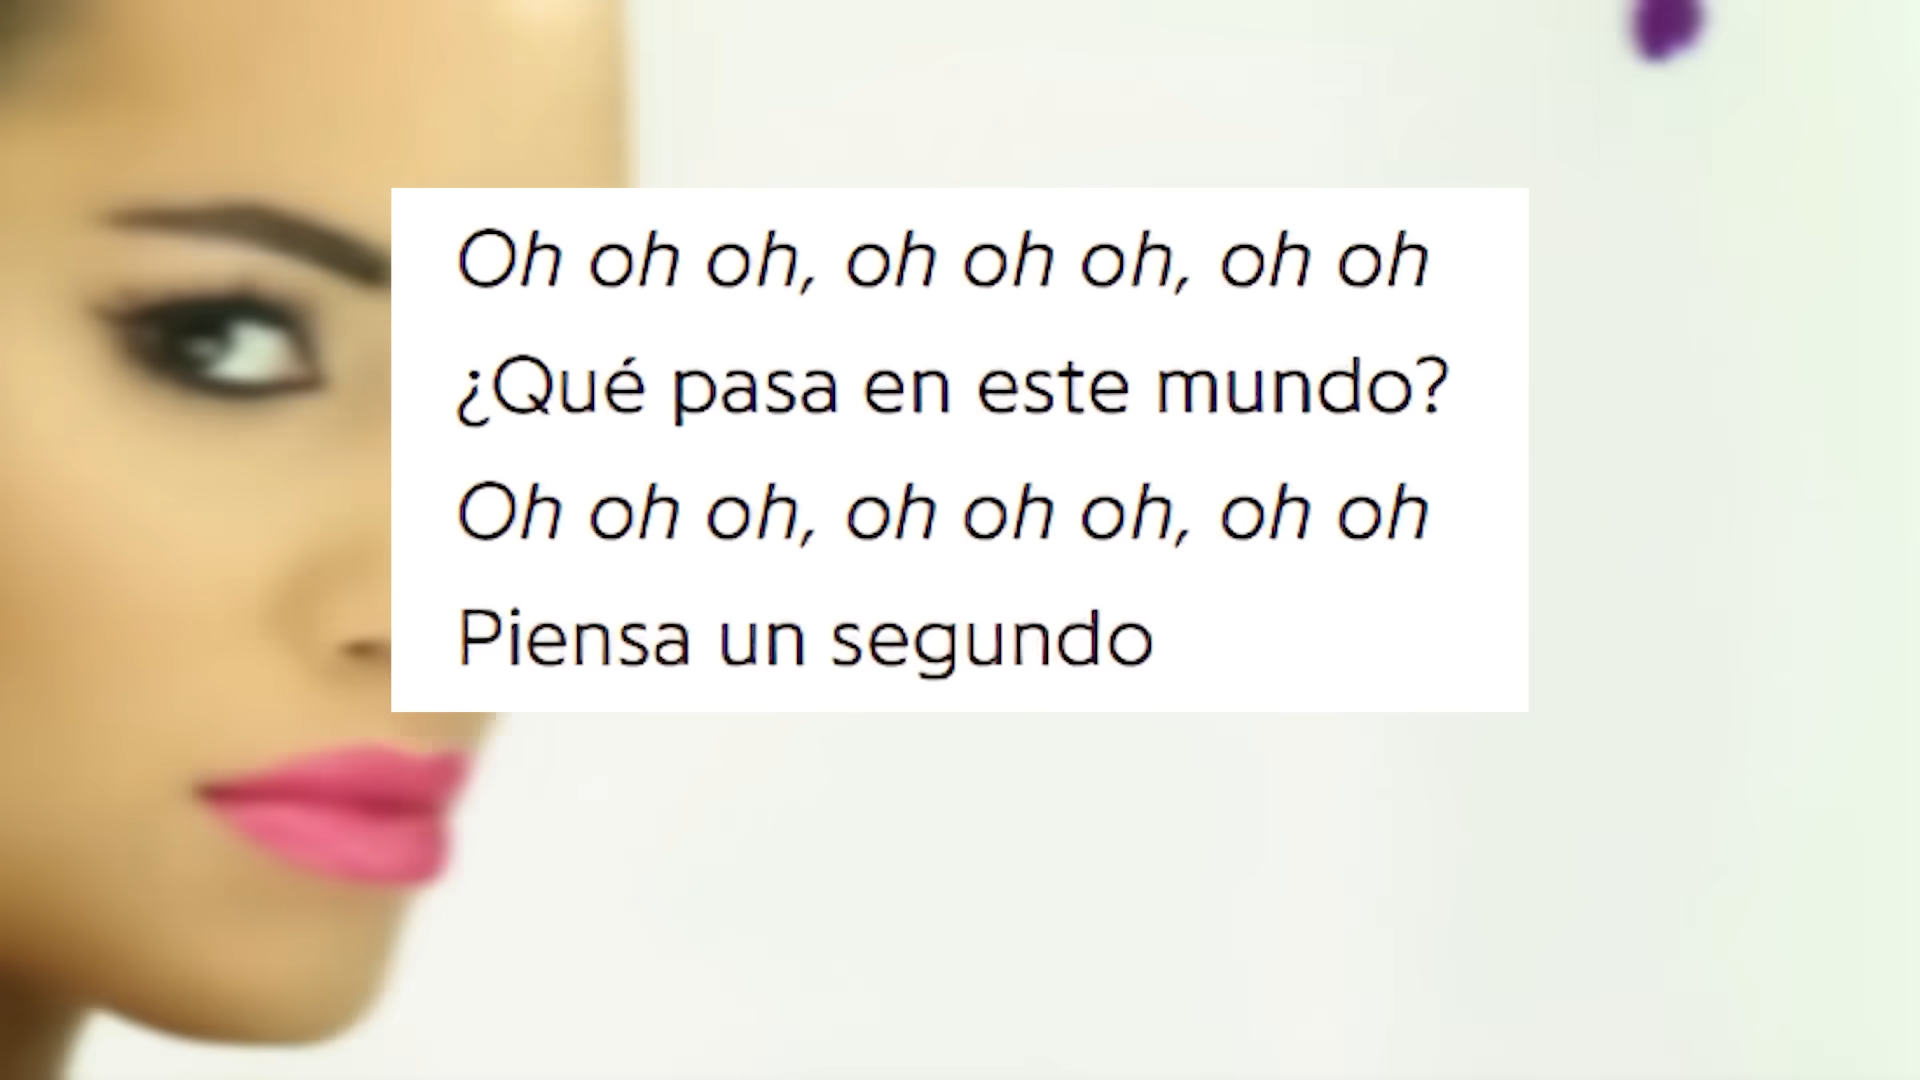 Oh oh oh, oh oh oh, oh oh
¿Qué pasa en este mundo?
Oh oh oh, oh oh oh, oh oh
Piensa un segundo